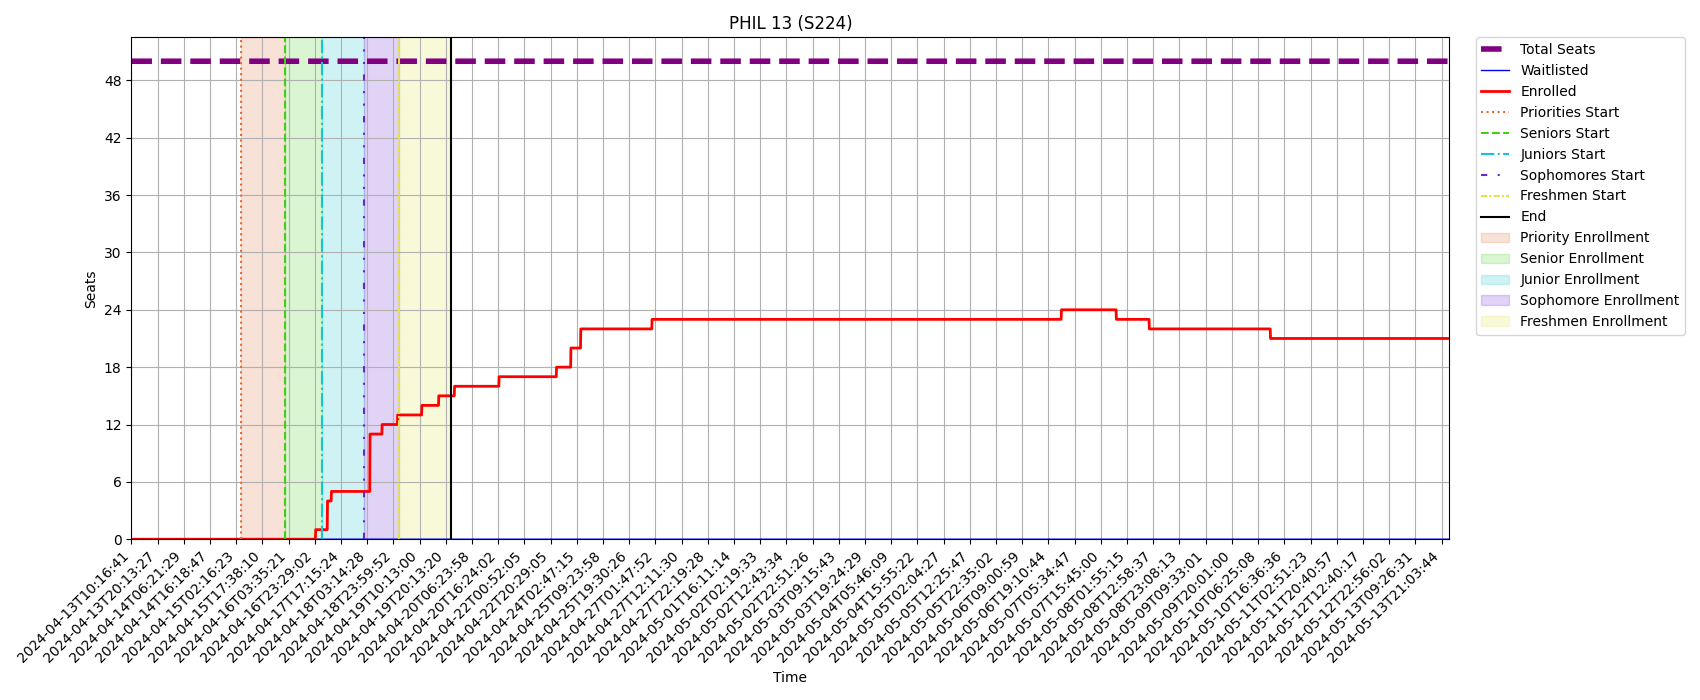 PHIL 13 (S224)
Seats
48
42
36
30
24
18
12
6
0
2024-04-13T10:16:41
2024-04-13T20:13:27
2024-04-14T06:21:29
2024-04-14T16:18:47
2024-04-15T02:16:23
2024-04-15T17:38:10
2024-04-16T03:35:21
2024-04-16T23:29:02
2024-04-17T17:15:24
2024-04-18T03:14:28
2024-04-18T23:59:52
2024-04-19T10:13:00
2024-04-19T20:13:20
2024-04-20T06:23:58
2024-04-20T16:24:02
2024-04-22T00:52:05
2024-04-22T20:29:05
2024-04-24T02:47:15
2024-04-25T09:23:58
2024-04-25T19:30:26
2024-04-27T01:47:52
2024-04-27T12:11:30
2024-04-27T22:19:28
2024-05-01T16:11:14
2024-05-02T02:19:33
2024-05-02T12:43:34
2024-05-02T22:51:26
2024-05-03T09:15:43
2024-05-03T19:24:29
2024-05-04T05:46:09
2024-05-04T15:55:22
2024-05-05T02:04:27
2024-05-05T12:25:47
2024-05-05T22:35:02
2024-05-06T09:00:59
2024-05-06T19:10:44
2024-05-07T05:34:47
2024-05-07T15:45:00
2024-05-08T01:55:15
2024-05-08T12:58:37
2024-05-08T23:08:13
2024-05-09T09:33:01
2024-05-09T20:01:00
2024-05-10T06:25:08
2024-05-10T16:36:36
2024-05-11T02:51:23
2024-05-11T20:40:57
2024-05-12T12:40:17
2024-05-12T22:56:02
2024-05-13T09:26:31
2024-05-13T21:03:44
Time
Total Seats
Waitlisted
Enrolled
Priorities Start
Seniors Start
Juniors Start
Sophomores Start
Freshmen Start
End
Priority Enrollment
Senior Enrollment
Junior Enrollment
Sophomore Enrollment
Freshmen Enrollment